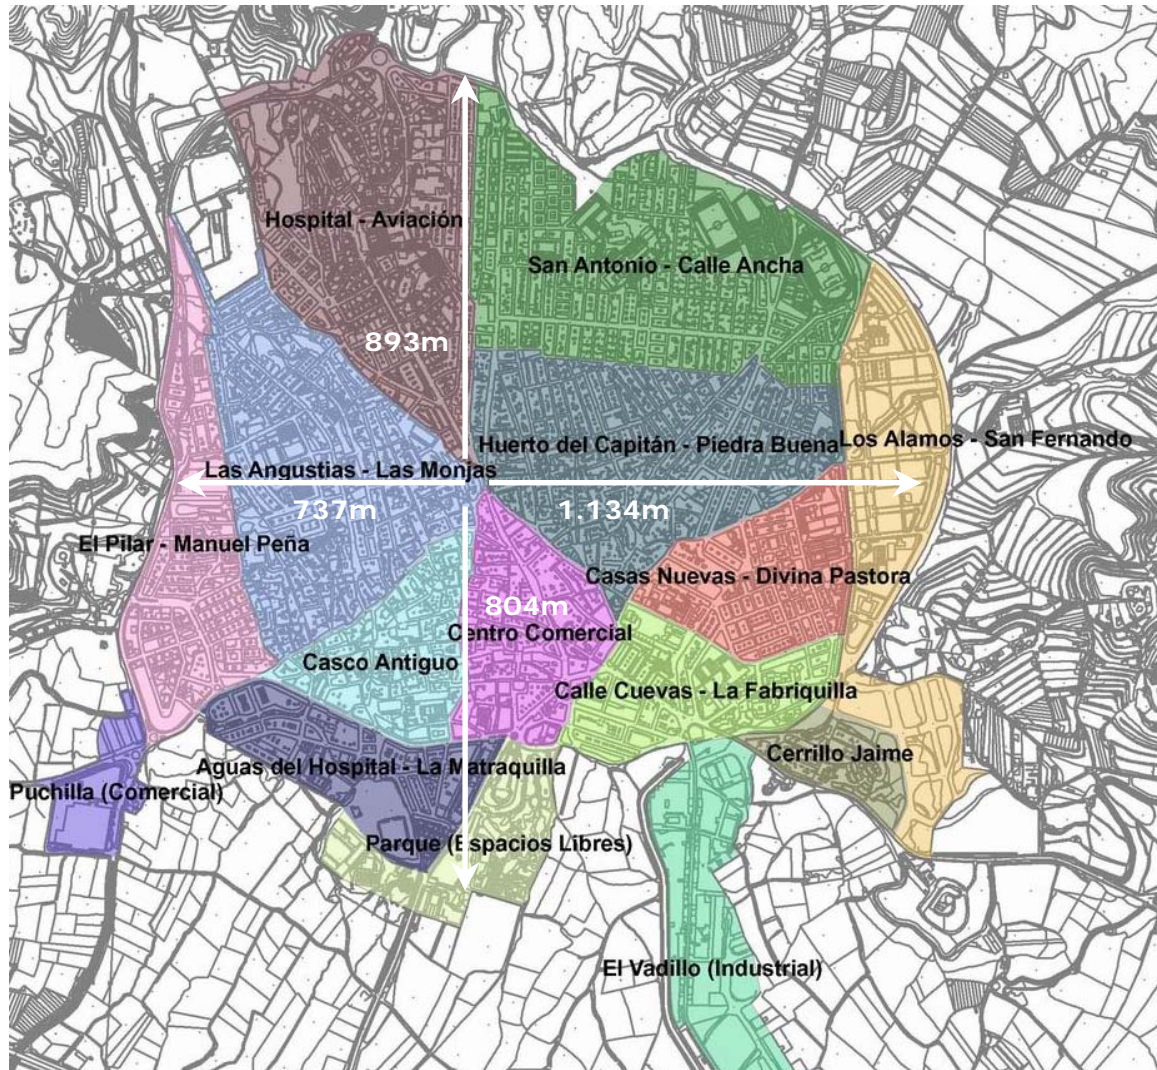 Hospital - Aviación
San Antonio - Calle Ancha
893m
Huerto del Capitán - Piedra Buena
Los Alamos - San Fernando
Las Angustias - Las Monjas
737m
1.134m
El Pilar - Manuel Peña
Casas Nuevas - Divina Pastora
804m
Centro Comercial
Casco Antiguo
Calle Cuevas - La Fabriquilla
Cerrillo Jaime
Aguas del Hospital - La Matraquilla
Puchilla (Comercial)
Parque (Espacios Libres)
El Vadillo (Industrial)